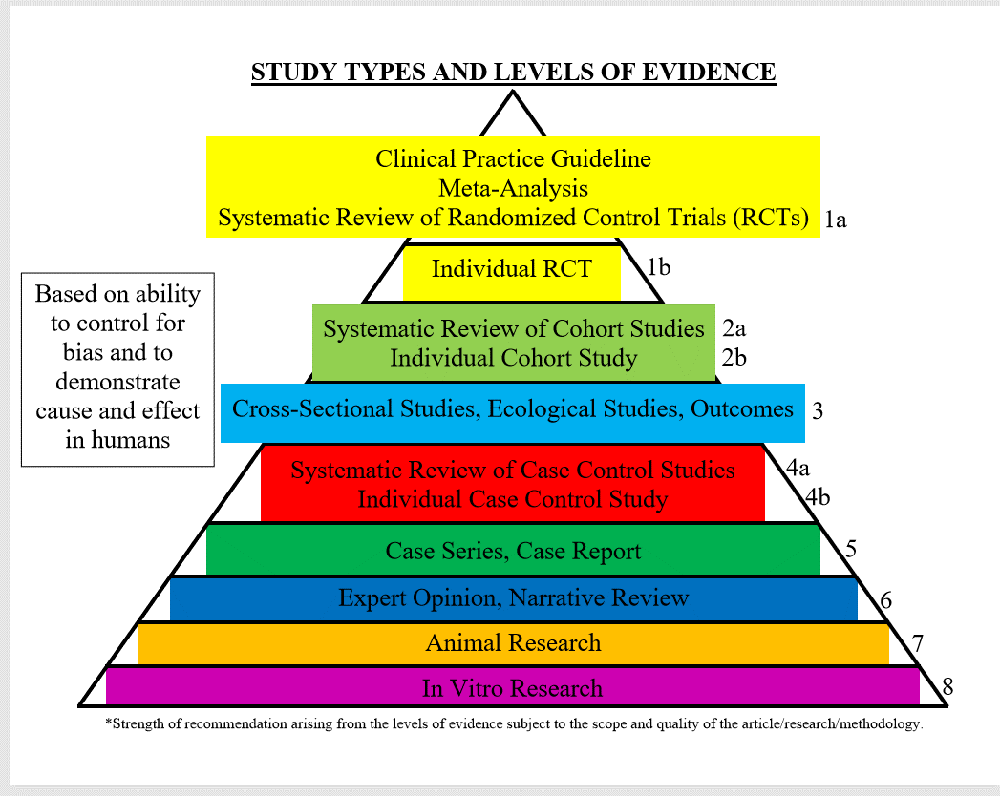 STUDY TYPES AND LEVELS OF EVIDENCE
Clinical Practice Guideline
Meta-Analysis
Systematic Review of Randomized Control Trials (RCTs) 1a
Individual RCT 1b
Based on ability
to control for
bias and to
demonstrate
cause and effect
in humans
Systematic Review of Cohort Studies 2a
Individual Cohort Study 2b
Cross-Sectional Studies, Ecological Studies, Outcomes 3
Systematic Review of Case Control Studies 4a
Individual Case Control Study 4b
Case Series, Case Report 5
Expert Opinion, Narrative Review 6
Animal Research 7
In Vitro Research 8
*Strength of recommendation arising from the levels of evidence subject to the scope and quality of the article/research/methodology.